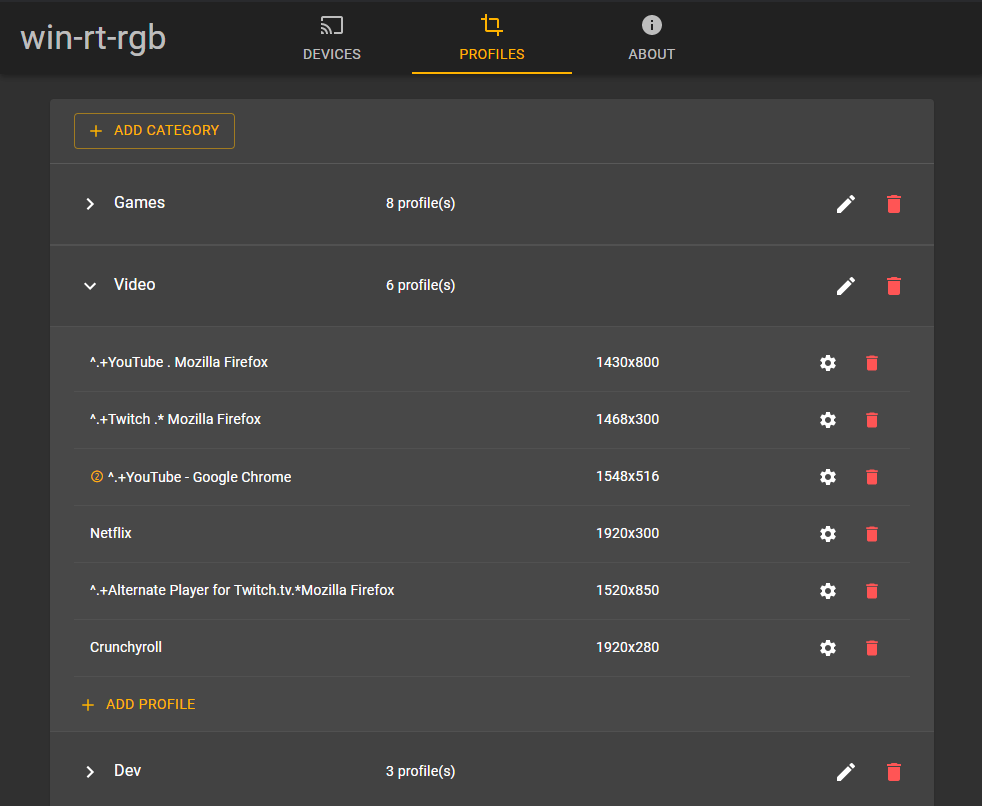 win-rt-rgb
DEVICES
PROFILES
ABOUT
ADD CATEGORY
Games 8 profile(s)
Video 6 profile(s)
^.+YouTube . Mozilla Firefox 1430x800
^.+Twitch .* Mozilla Firefox 1468x300
② ^.+YouTube - Google Chrome 1548x516
Netflix 1920x300
^.+Alternate Player for Twitch.tv.*Mozilla Firefox 1520x850
Crunchyroll 1920x280
ADD PROFILE
Dev 3 profile(s)